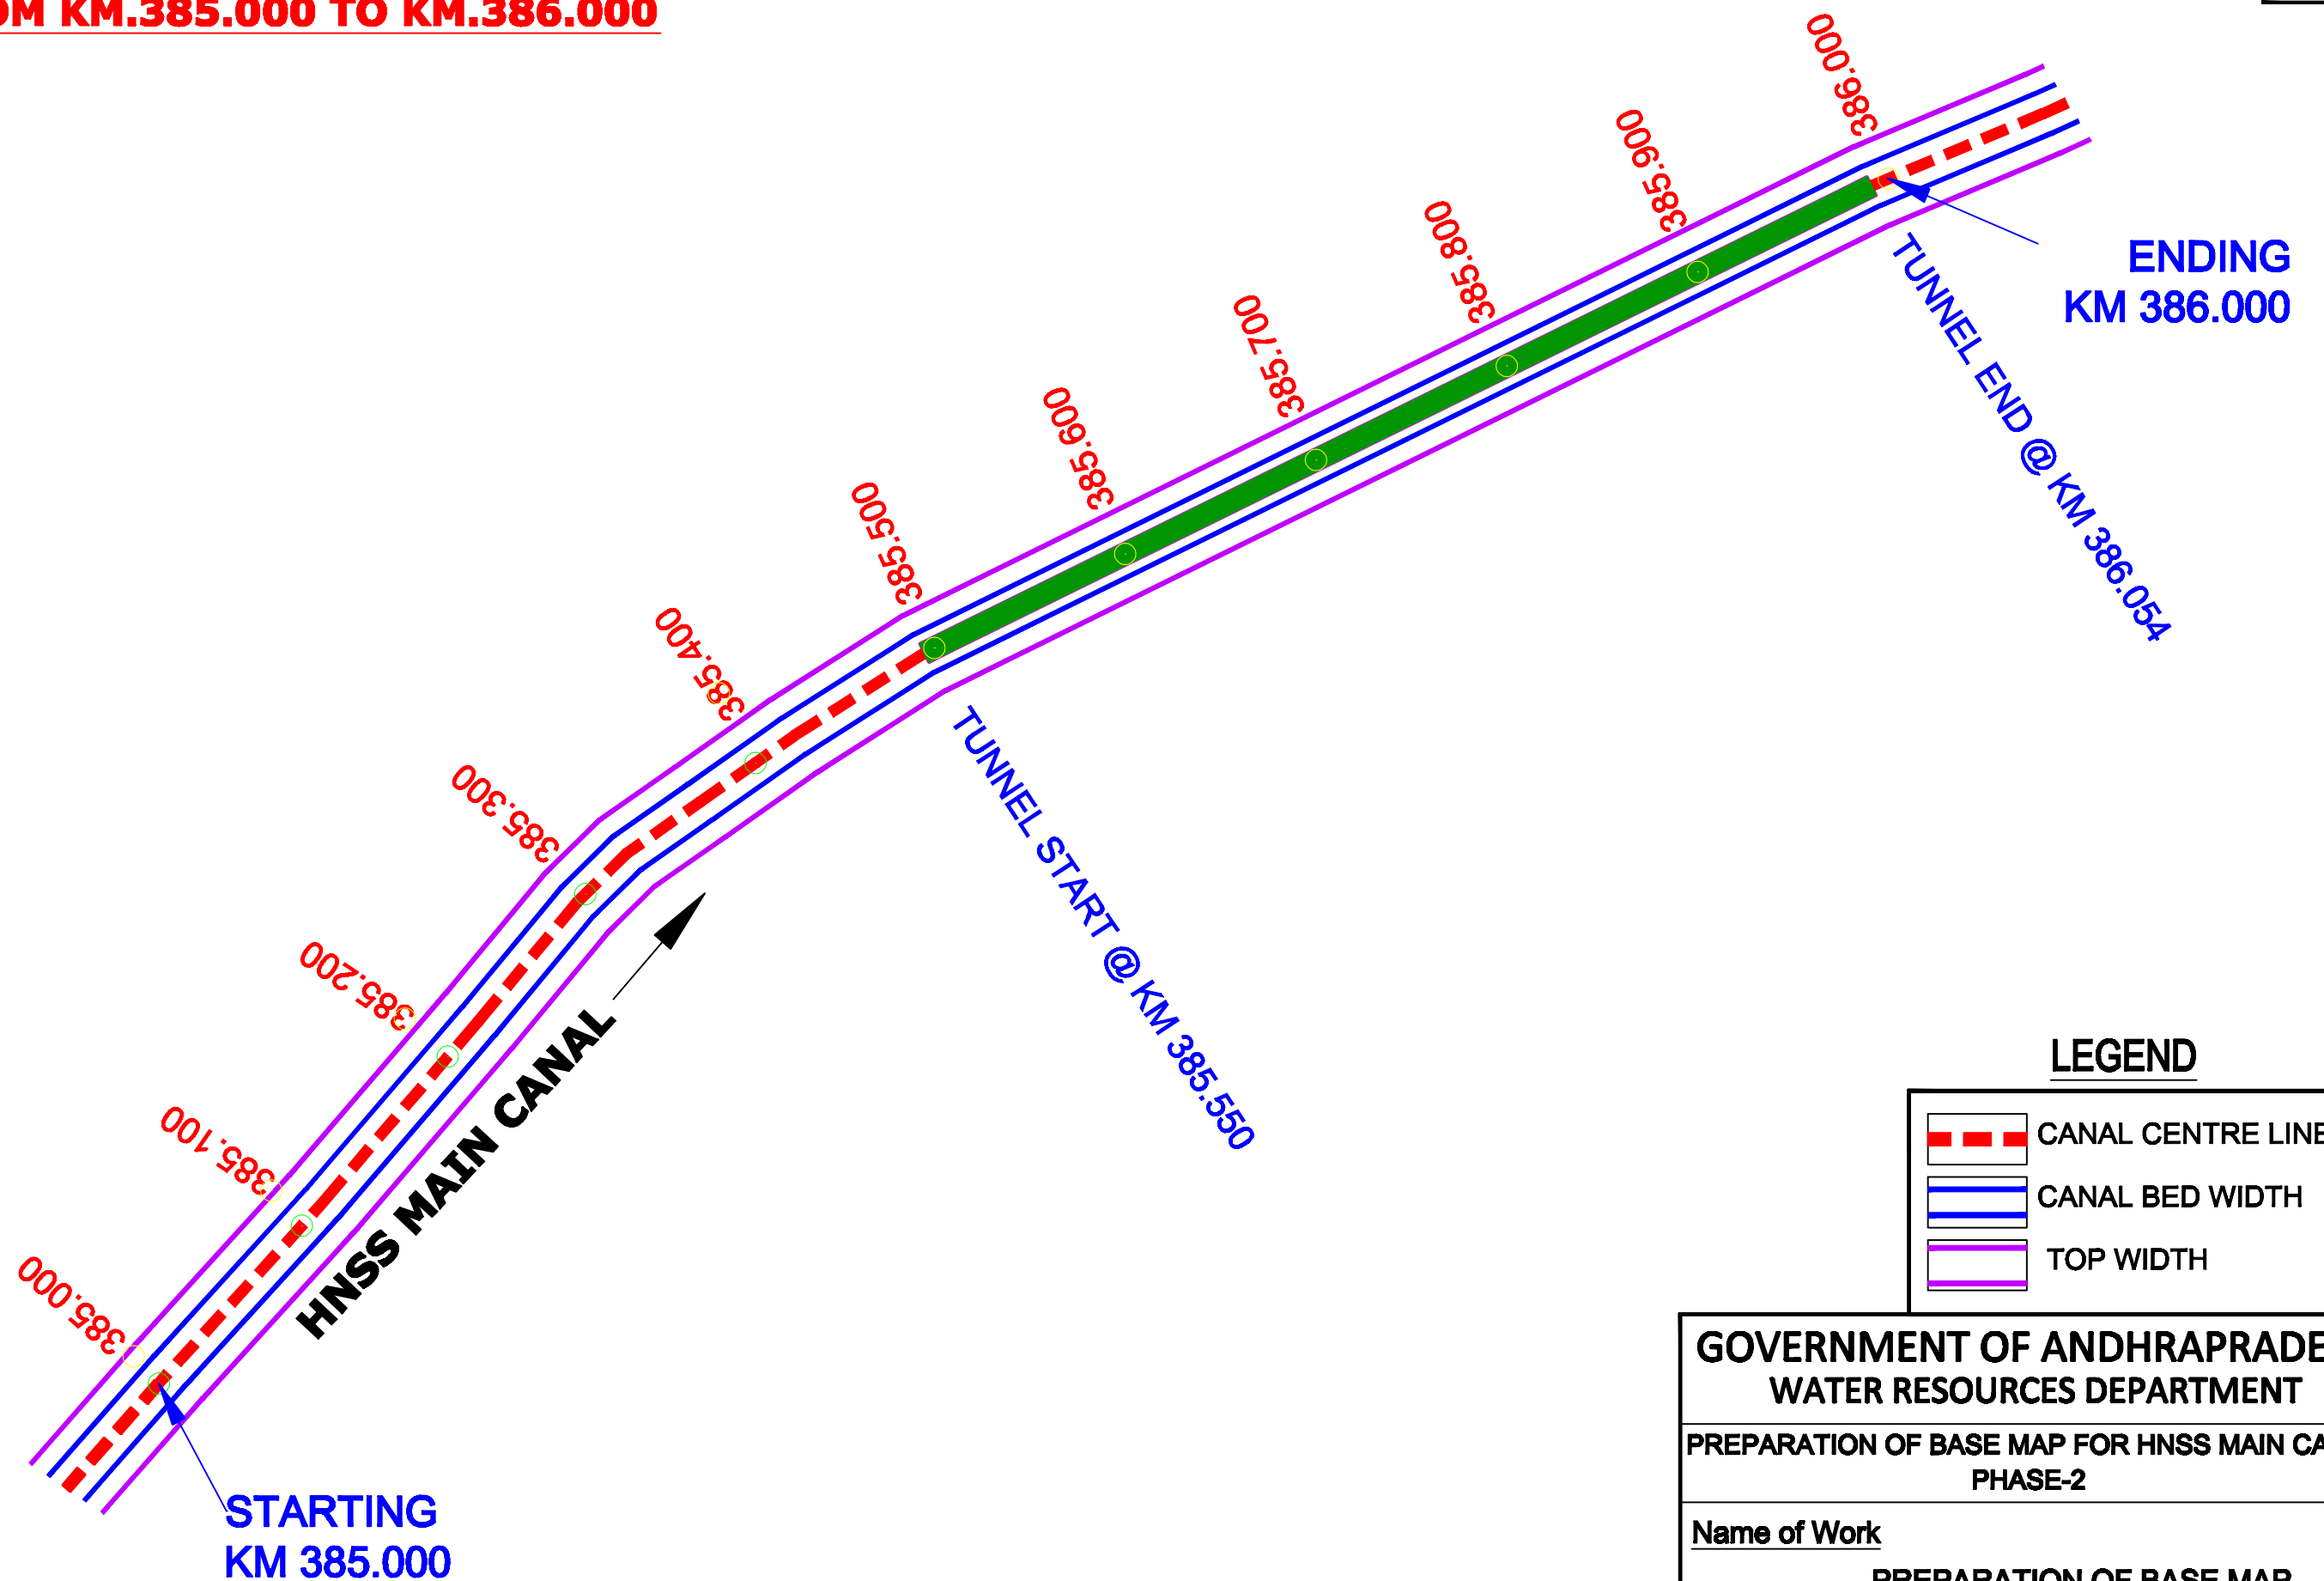 OM KM.385.000 TO KM.386.000
386.000
385.900
385.800
385.700
385.600
385.500
385.400
385.300
385.200
385.100
385.000
ENDING
KM 386.000
TUNNEL END @ KM 386.054
TUNNEL START @ KM 385.550
HNSS MAIN CANAL
STARTING
KM 385.000
LEGEND
CANAL CENTRE LINE
CANAL BED WIDTH
TOP WIDTH
GOVERNMENT OF ANDHRAPRADE
WATER RESOURCES DEPARTMENT
PREPARATION OF BASE MAP FOR HNSS MAIN CA
PHASE-2
Name of Work
PREPARATION OF BASE MAP